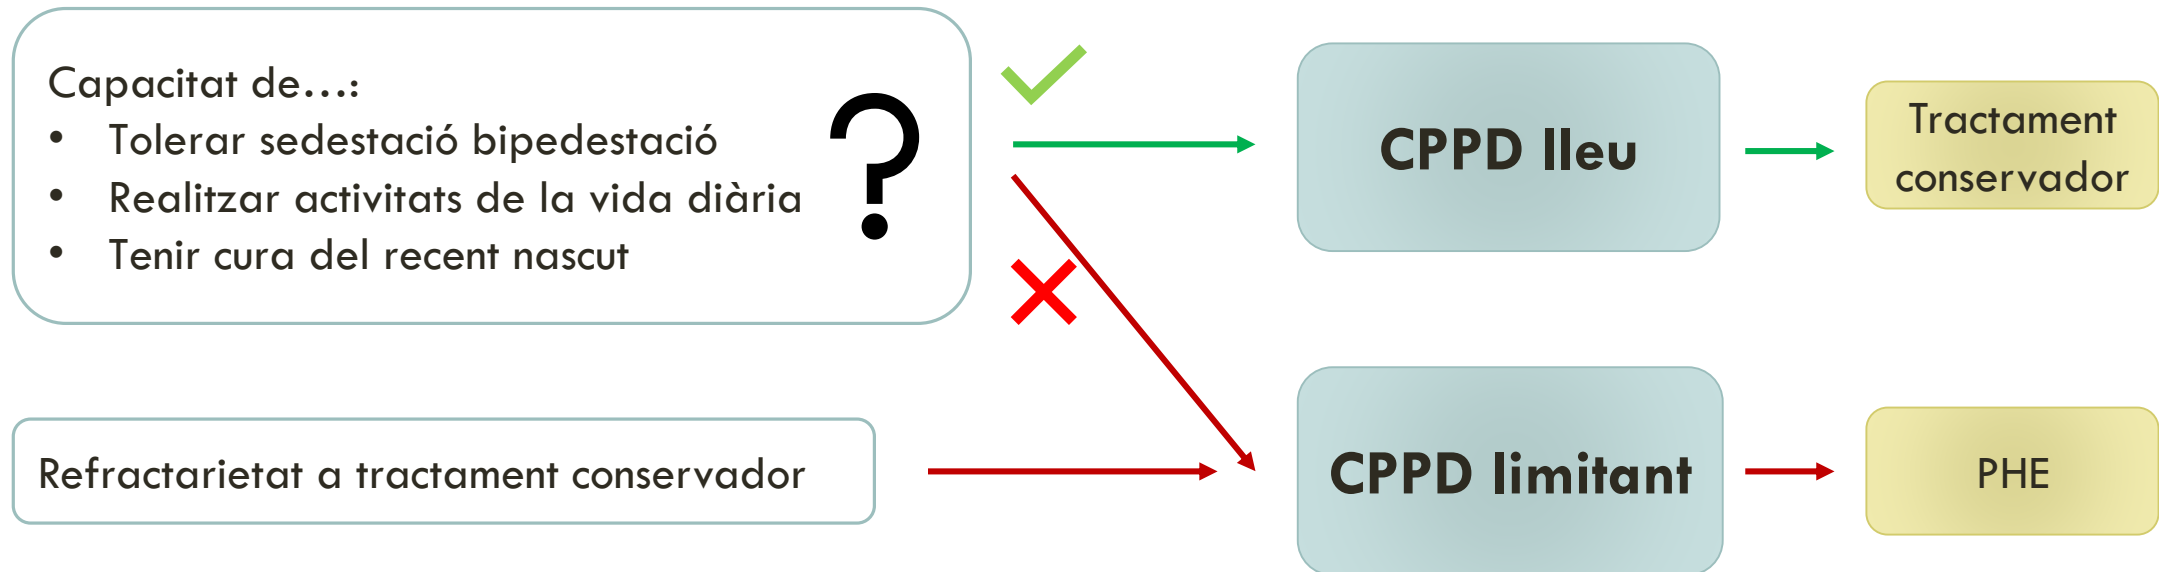 Capacitat de...:
• Tolerar sedestació bipedestació
• Realitzar activitats de la vida diària
• Tenir cura del recent nascut
?
CPPD lleu
Tractament
conservador
Refractarietat a tractament conservador
CPPD limitant
PHE